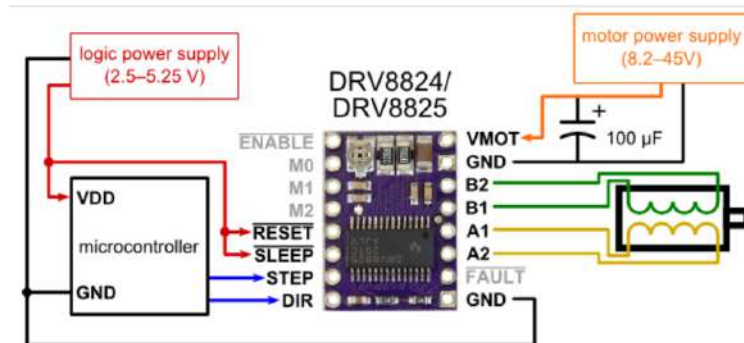 logic power supply
(2.5–5.25 V)
motor power supply
(8.2–45V)
DRV8824/
DRV8825
100 µF
+
ENABLE
M0
M1
M2
RESET
SLEEP
STEP
DIR
VMOT
GND
B2
B1
A1
A2
FAULT
GND
VDD
microcontroller
GND